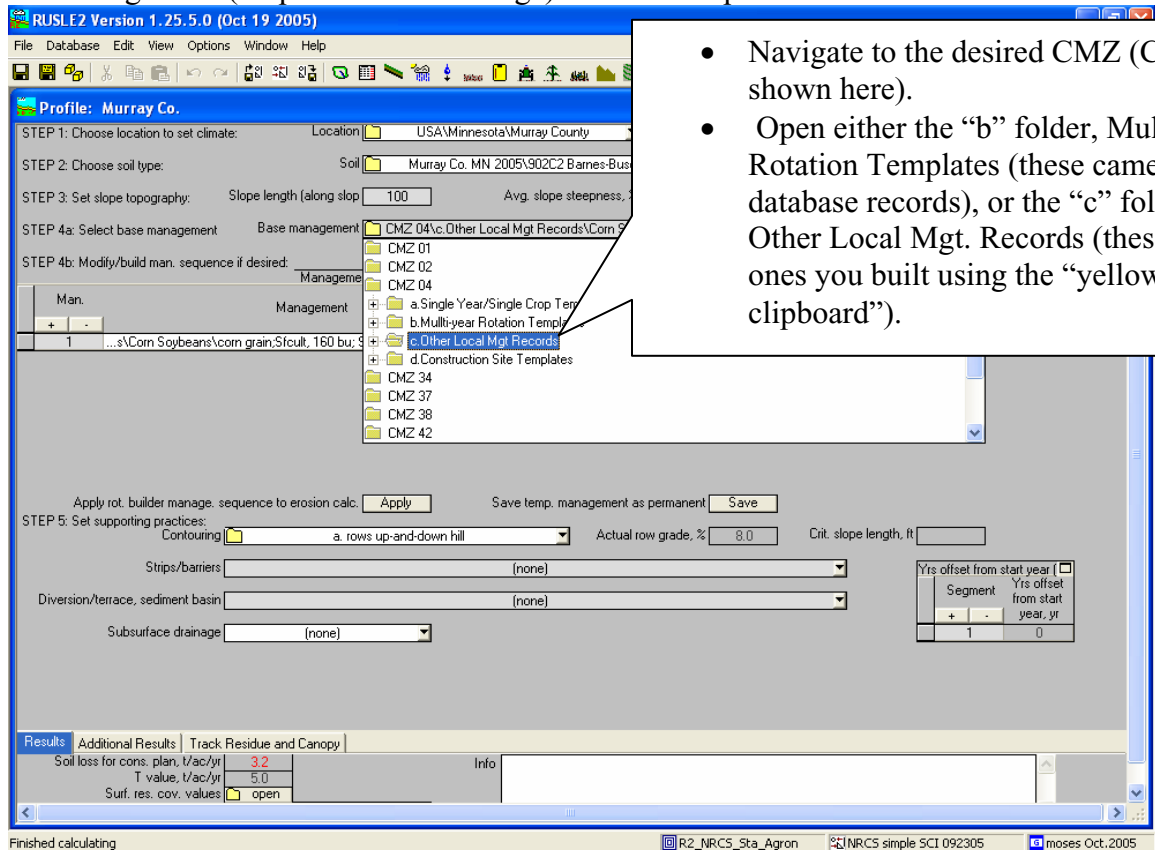 RUSLE2 Version 1.25.5.0 (Oct 19 2005)
File Database Edit View Options Window Help
• Navigate to the desired CMZ (C
shown here).
• Open either the “b” folder, Mul
Rotation Templates (these came
database records), or the “c” fol
Other Local Mgt. Records (thes
ones you built using the “yellow
clipboard”).
Profile: Murray Co.
STEP 1: Choose location to set climate: Location USA\Minnesota\Murray County
STEP 2: Choose soil type: Soil Murray Co. MN 2005\902C2 Barnes-Bus
STEP 3: Set slope topography: Slope length (along slop 100 Avg. slope steepness,
STEP 4a: Select base management Base management CMZ 04\c.Other Local Mgt Records\Corn S
STEP 4b: Modify/build man. sequence if desired:
Manageme
Man. Management
+ -
1 ...s\Corn Soybeans\corn grain;Sfcult, 160 bu; S
CMZ 01
CMZ 02
CMZ 04
a.Single Year/Single Crop Tem
b.Mullti-year Rotation Templates
c.Other Local Mgt Records
d.Construction Site Templates
CMZ 34
CMZ 37
CMZ 38
CMZ 42
Apply rot. builder manage. sequence to erosion calc. Apply Save temp. management as permanent Save
STEP 5: Set supporting practices:
Contouring a. rows up-and-down hill Actual row grade, % 8.0 Crit. slope length, ft
Strips/barriers (none)
Diversion/terrace, sediment basin (none)
Subsurface drainage (none)
Yrs offset from start year (
Segment Yrs offset from start year, yr
+ -
1 0
Results Additional Results Track Residue and Canopy
Soil loss for cons. plan, t/ac/yr 3.2
T value, t/ac/yr 5.0
Surf. res. cov. values open
Info
Finished calculating R2_NRCS_Sta_Agron NRCS simple SCI 092305 moses Oct.2005